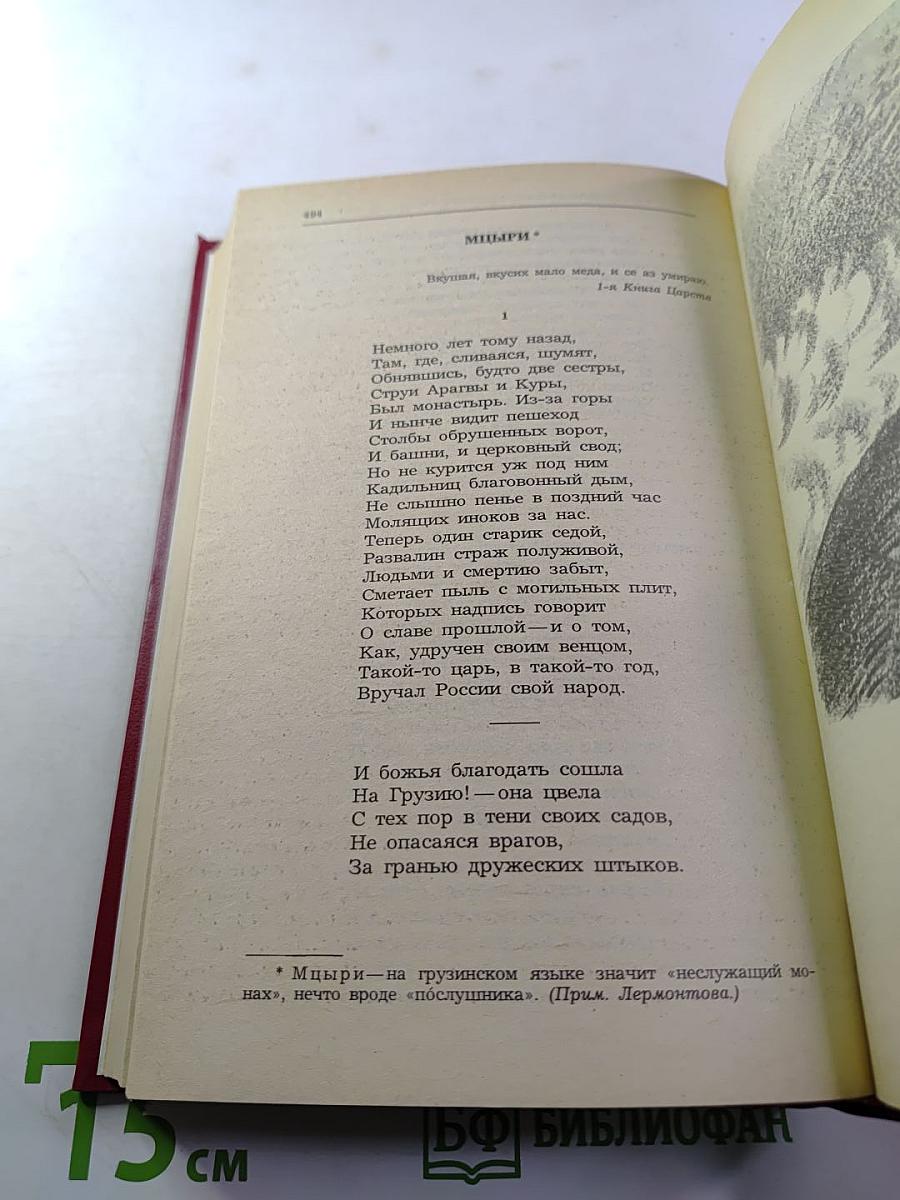 494
МЦЫРИ*
Вкушая, вкусих мало меда, и се аз умираю.
1-я Книга Царств
1
Немного лет тому назад,
Там, где, сливаяся, шумят,
Обнявшись, будто две сестры,
Струи Арагвы и Куры,
Был монастырь. Из-за горы
И нынче видит пешеход
Столбы обрушенных ворот,
И башни, и церковный свод;
Но не курится уж под ним
Кадильниц благовонный дым,
Не слышно пенье в поздний час
Молящих иноков за нас.
Теперь один старик седой,
Развалин страж полуживой,
Людьми и смертию забыт,
Сметает пыль с могильных плит,
Которых надпись говорит
О славе прошлой — и о том,
Как, удручен своим венцом,
Такой-то царь, в такой-то год,
Вручал России свой народ.
И божья благодать сошла
На Грузию! — она цвела
С тех пор в тени своих садов,
Не опасаяся врагов,
За гранью дружеских штыков.
* Мцыри — на грузинском языке значит «неслужащий мо-
нах», нечто вроде «по́слушника». (Прим. Лермонтова.)
15 см
БФ БИБЛИОФАН